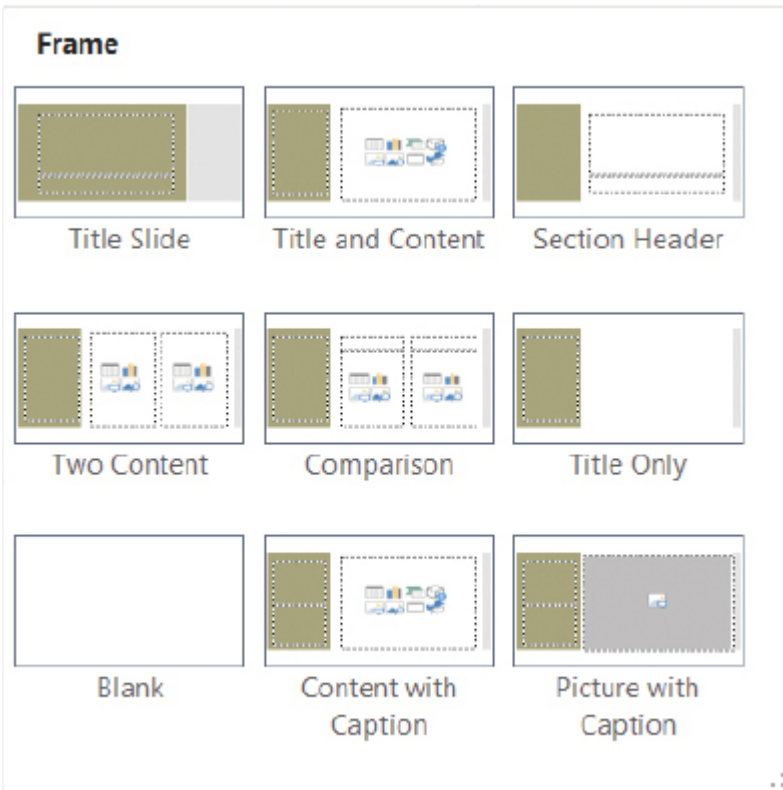 Frame
Title Slide
Title and Content
Section Header
Two Content
Comparison
Title Only
Blank
Content with
Caption
Picture with
Caption